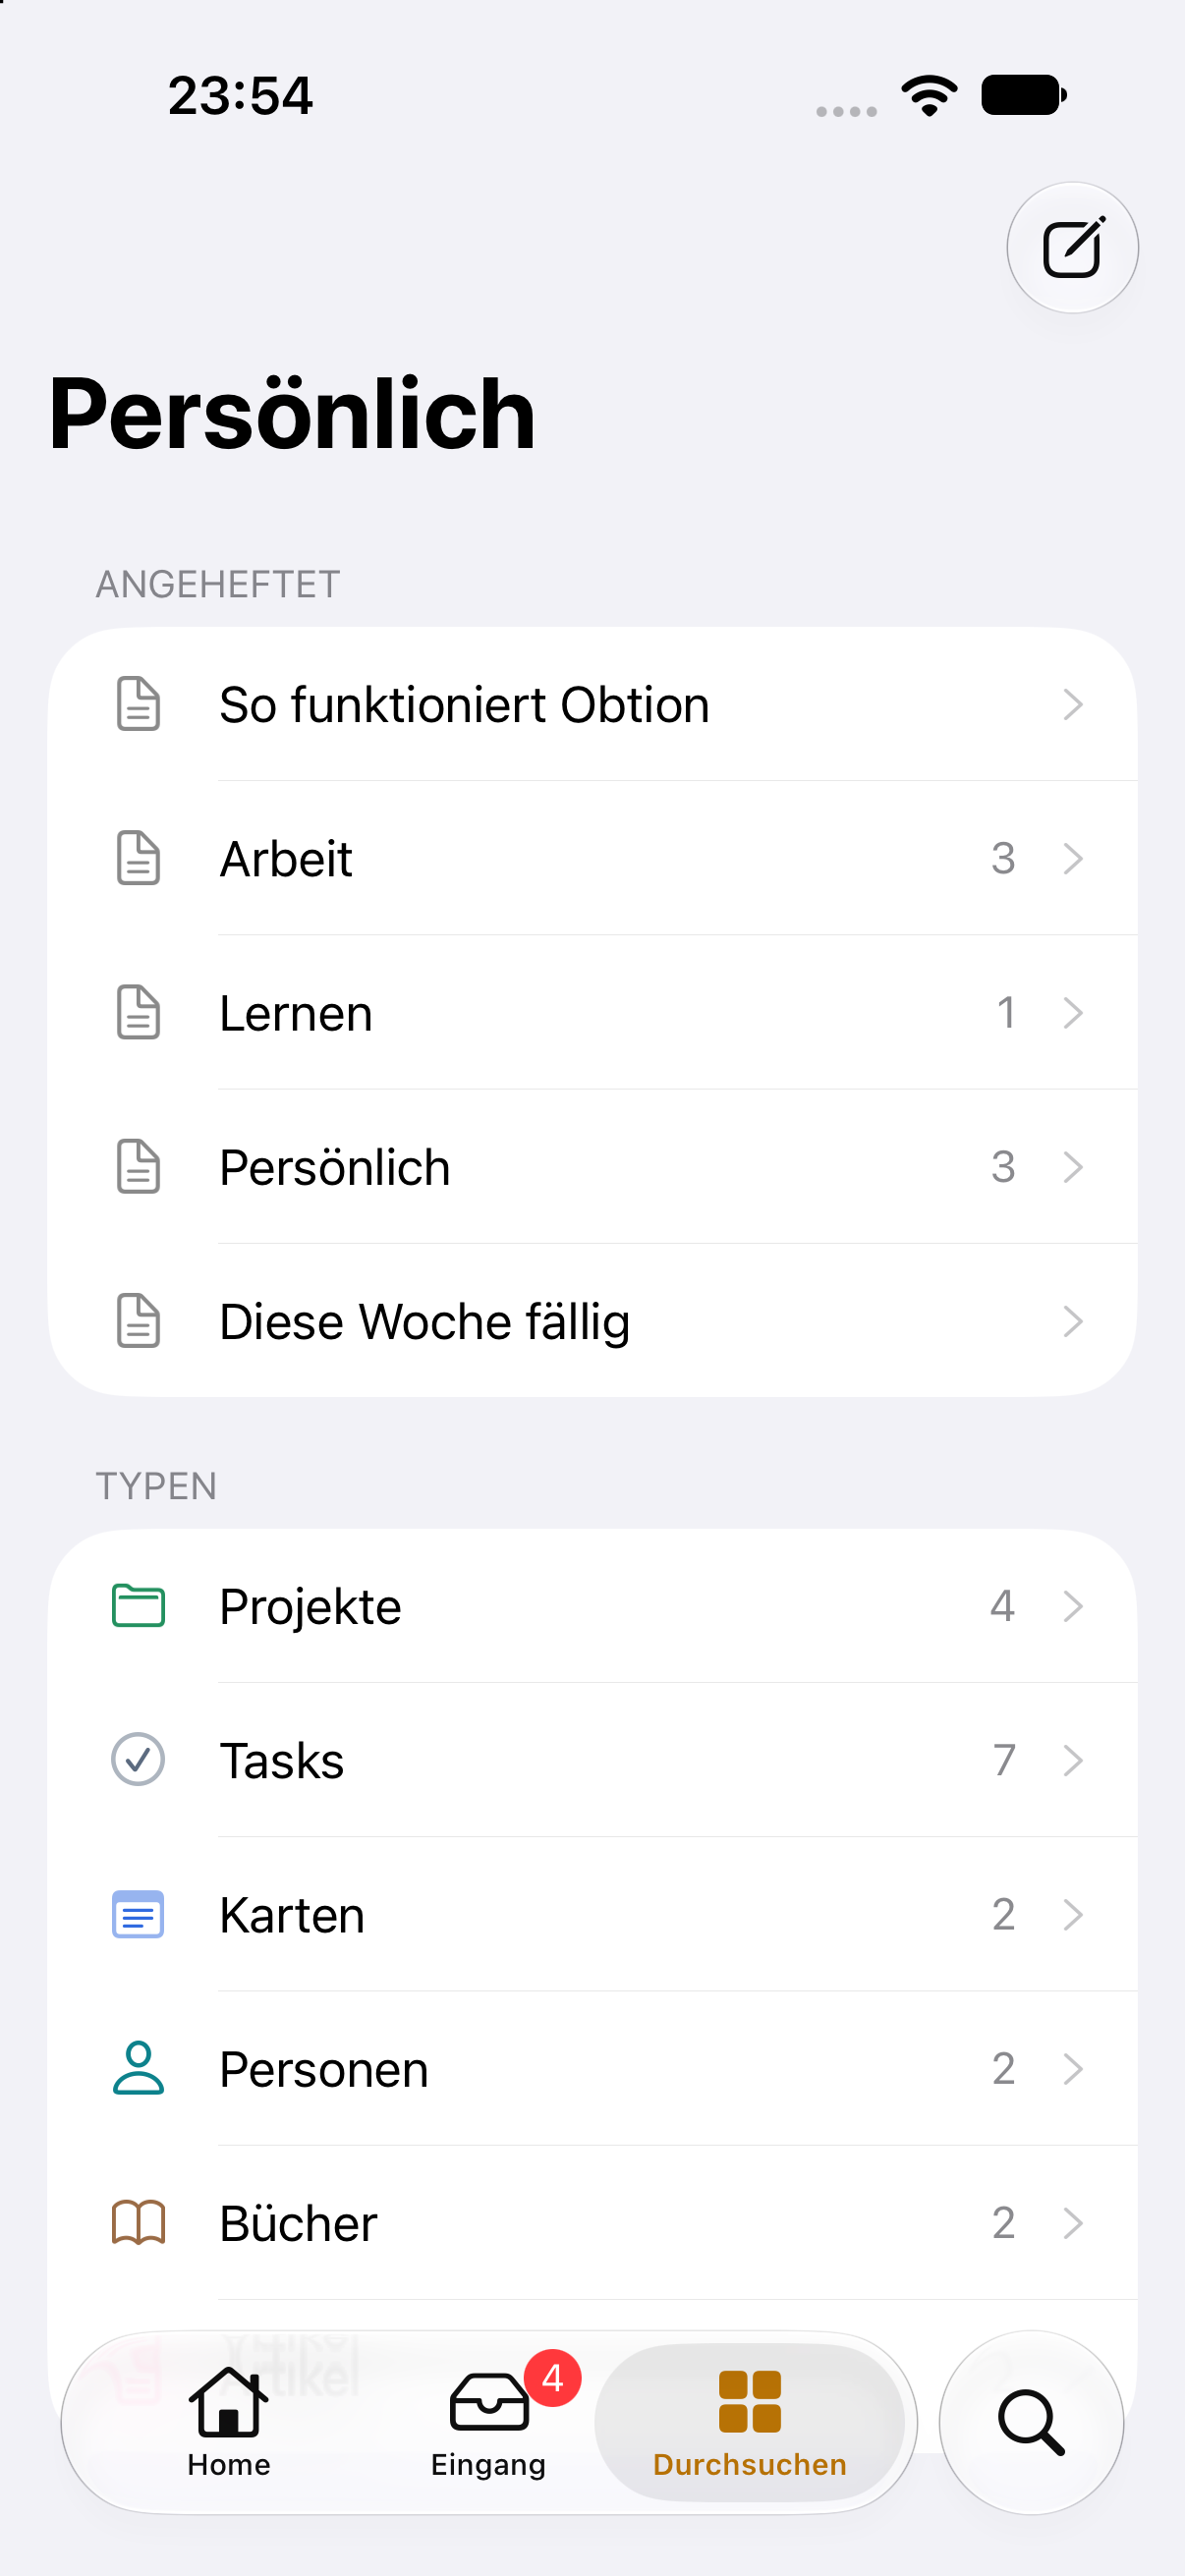 23:54
Persönlich
ANGEHEFTET
So funktioniert Obtion
Arbeit 3
Lernen 1
Persönlich 3
Diese Woche fällig
TYPEN
Projekte 4
Tasks 7
Karten 2
Personen 2
Bücher 2
Artikel
4
Home Eingang Durchsuchen